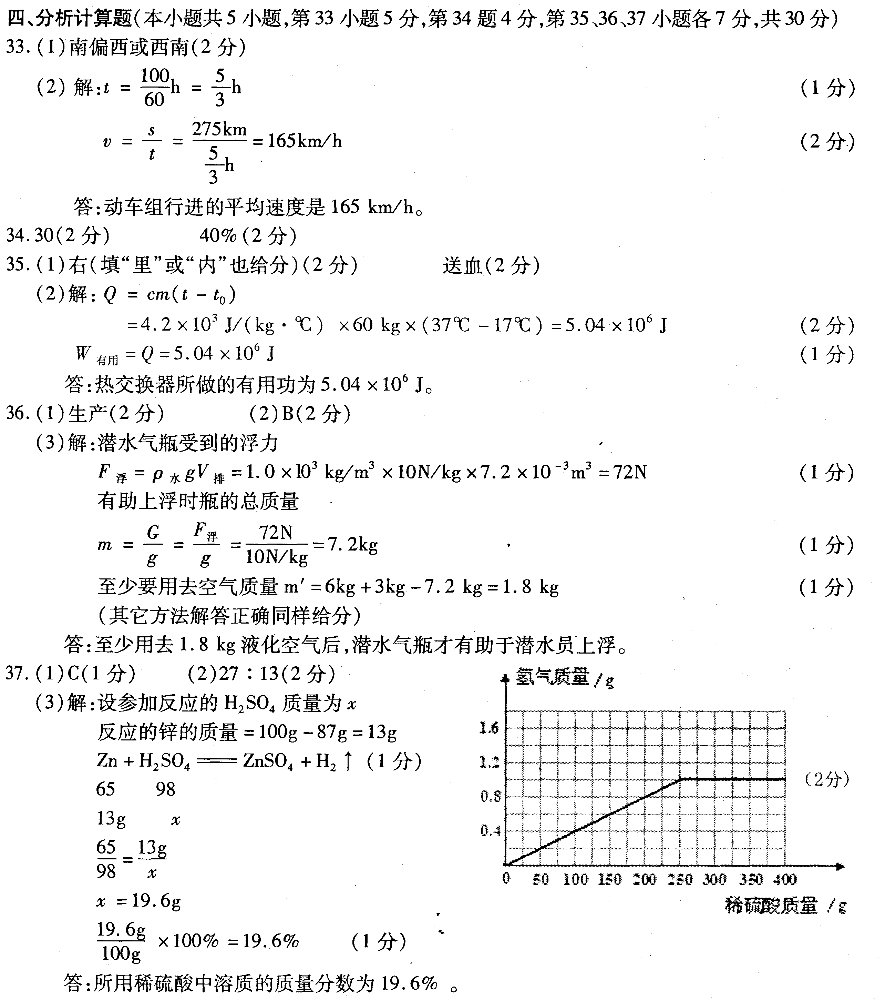 四、分析计算题(本小题共5小题,第33小题5分,第34题4分,第35、36、37小题各7分,共30分)
33.(1)南偏西或西南(2分)
(2)解:t = 100/60 h = 5/3 h (1分)
v = s/t = 275km/(5/3 h) = 165km/h (2分)
答:动车组行进的平均速度是165 km/h。
34.30(2分) 40%(2分)
35.(1)右(填“里”或“内”也给分)(2分) 送血(2分)
(2)解:Q = cm(t - t₀)
=4.2×10³ J/(kg·℃) ×60 kg×(37℃-17℃)=5.04×10⁶ J (2分)
W有用=Q=5.04×10⁶ J (1分)
答:热交换器所做的有用功为5.04×10⁶ J。
36.(1)生产(2分) (2)B(2分)
(3)解:潜水气瓶受到的浮力
F浮=ρ水gV排=1.0×10³ kg/m³×10N/kg×7.2×10⁻³m³=72N (1分)
有助上浮时瓶的总质量
m = G/g = F浮/g = 72N/10N/kg = 7.2kg (1分)
至少要用去空气质量m′=6kg+3kg-7.2 kg=1.8 kg (1分)
(其它方法解答正确同样给分)
答:至少用去1.8 kg液化空气后,潜水气瓶才有助于潜水员上浮。
37.(1)C(1分) (2)27∶13(2分)
(3)解:设参加反应的H₂SO₄质量为x
反应的锌的质量=100g-87g=13g
Zn+H₂SO₄══ZnSO₄+H₂↑(1分)
65 98
13g x
65/98=13g/x
x =19.6g
19.6g/100g ×100% =19.6% (1分)
答:所用稀硫酸中溶质的质量分数为19.6% 。
氢气质量/g
1.6
1.2
0.8
0.4
0 50 100 150 200 250 300 350 400
稀硫酸质量 /g
(2分)